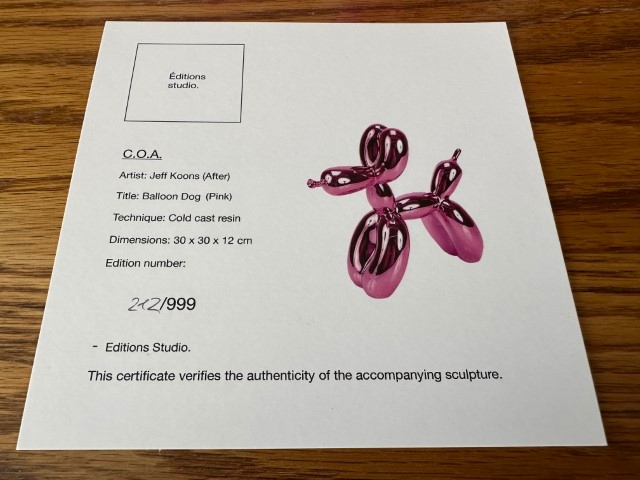 Éditions
studio.
C.O.A.
Artist: Jeff Koons (After)
Title: Balloon Dog (Pink)
Technique: Cold cast resin
Dimensions: 30 x 30 x 12 cm
Edition number:
212/999
- Editions Studio.
This certificate verifies the authenticity of the accompanying sculpture.